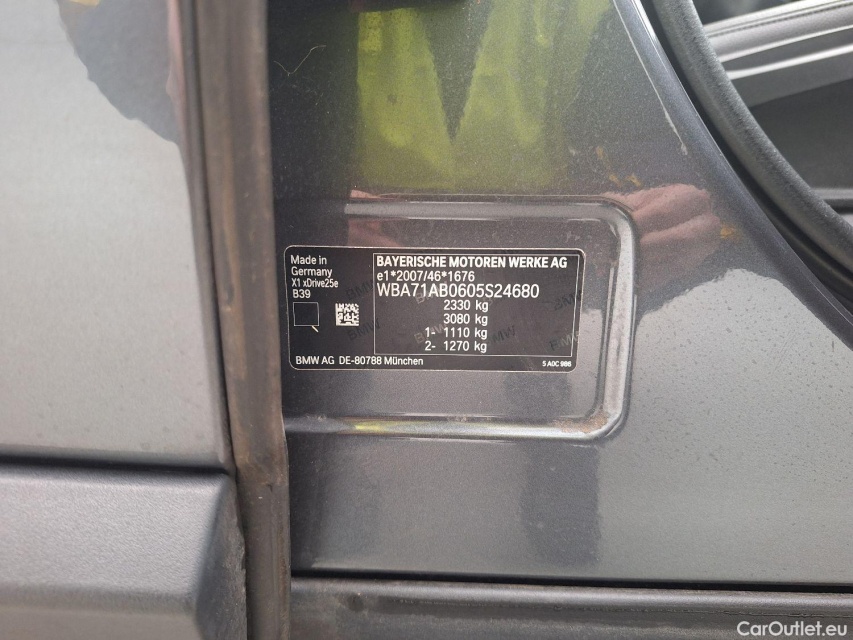 Made in
Germany
X1 xDrive25e
B39
BAYERISCHE MOTOREN WERKE AG
e1*2007/46*1676
WBA71AB0605S24680
2330 kg
3080 kg
1- 1110 kg
2- 1270 kg
BMW AG DE-80788 München
5 A0C 986
CarOutlet.eu